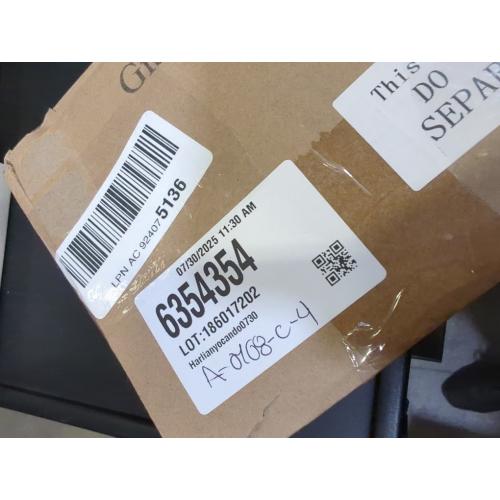 This
DO
SEPAR
LPN AC 92407 5136
07/30/2025 11:30 AM
6354354
LOT:186017202
Harlianyocando0730
A-0108-C-4